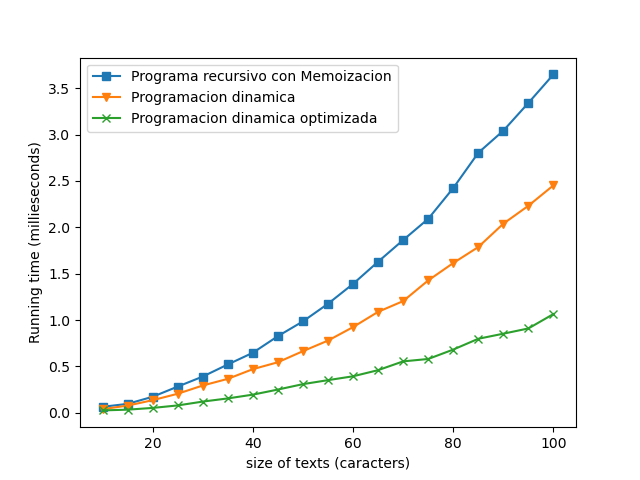 Programa recursivo con Memoizacion
Programacion dinamica
Programacion dinamica optimizada
3.5
3.0
2.5
2.0
1.5
1.0
0.5
0.0
Running time (millieseconds)
20
40
60
80
100
size of texts (caracters)